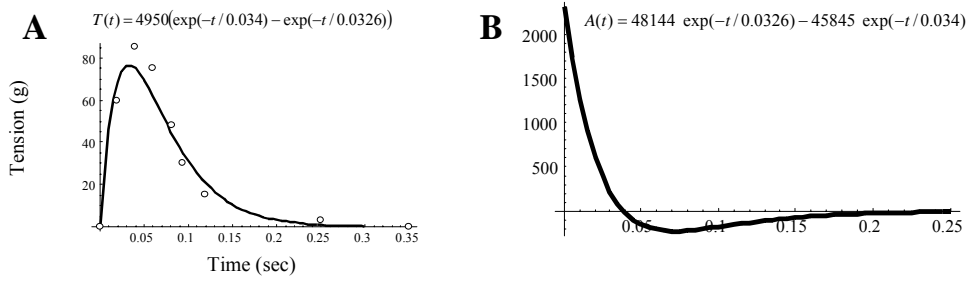 A
T(t) = 4950(exp(−t/0.034) − exp(−t/0.0326))
80
60
40
20
Tension (g)
0.05 0.1 0.15 0.2 0.25 0.3 0.35
Time (sec)
B
A(t) = 48144 exp(−t/0.0326) − 45845 exp(−t/0.034)
2000
1500
1000
500
0.05 0.1 0.15 0.2 0.25